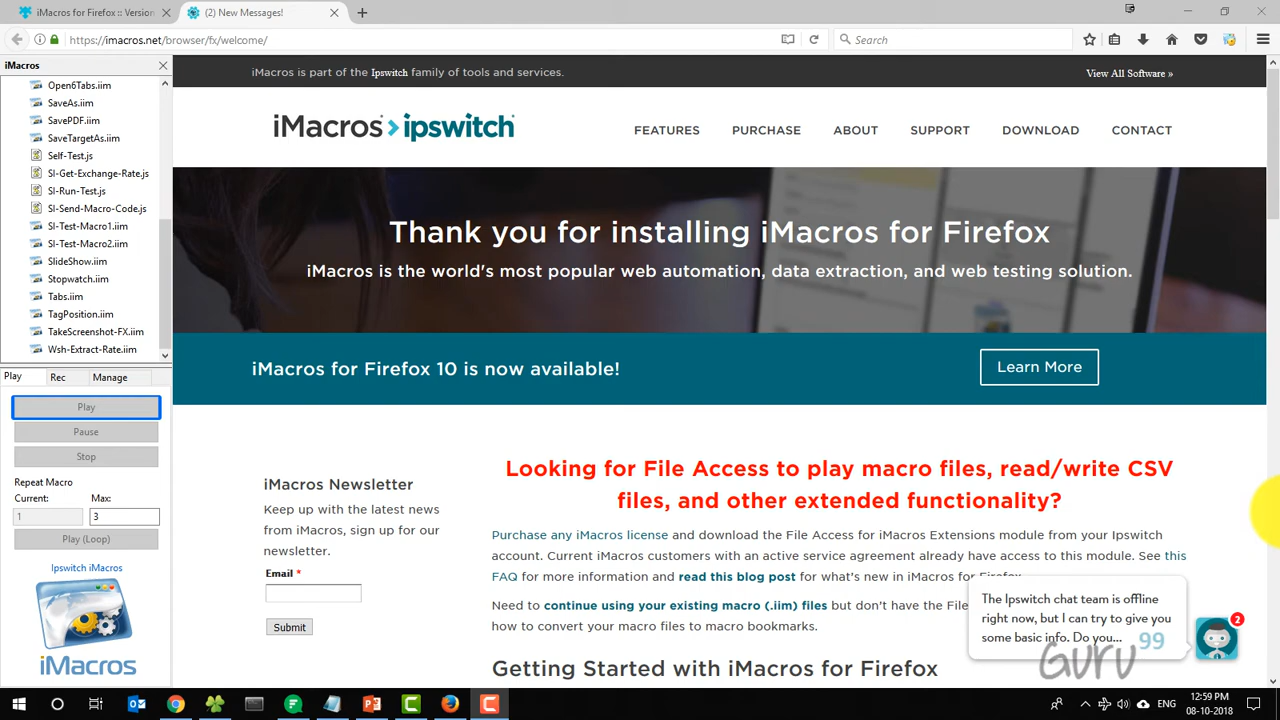 iMacros for Firefox :: Version
(2) New Messages!
https://imacros.net/browser/fx/welcome/
Search
iMacros
Open6Tabs.iim
SaveAs.iim
SavePDF.iim
SaveTargetAs.iim
Self-Test.js
SI-Get-Exchange-Rate.js
SI-Run-Test.js
SI-Send-Macro-Code.js
SI-Test-Macro1.iim
SI-Test-Macro2.iim
SlideShow.iim
Stopwatch.iim
Tabs.iim
TagPosition.iim
TakeScreenshot-FX.iim
Wsh-Extract-Rate.iim
Play Rec Manage
Play
Pause
Stop
Repeat Macro
Current: Max:
1 3
Play (Loop)
Ipswitch iMacros
iMacros
iMacros is part of the Ipswitch family of tools and services.
View All Software »
iMacros ipswitch
FEATURES PURCHASE ABOUT SUPPORT DOWNLOAD CONTACT
Thank you for installing iMacros for Firefox
iMacros is the world's most popular web automation, data extraction, and web testing solution.
iMacros for Firefox 10 is now available!
Learn More
iMacros Newsletter
Keep up with the latest news
from iMacros, sign up for our
newsletter.
Email *
Submit
Looking for File Access to play macro files, read/write CSV
files, and other extended functionality?
Purchase any iMacros license and download the File Access for iMacros Extensions module from your Ipswitch
account. Current iMacros customers with an active service agreement already have access to this module. See this
FAQ for more information and read this blog post for what's new in iMacros for Firefox.
Need to continue using your existing macro (.iim) files but don't have the File
how to convert your macro files to macro bookmarks.
Getting Started with iMacros for Firefox
The Ipswitch chat team is offline
right now, but I can try to give you
some basic info. Do you...
2
Guru
99
ENG
12:59 PM
08-10-2018